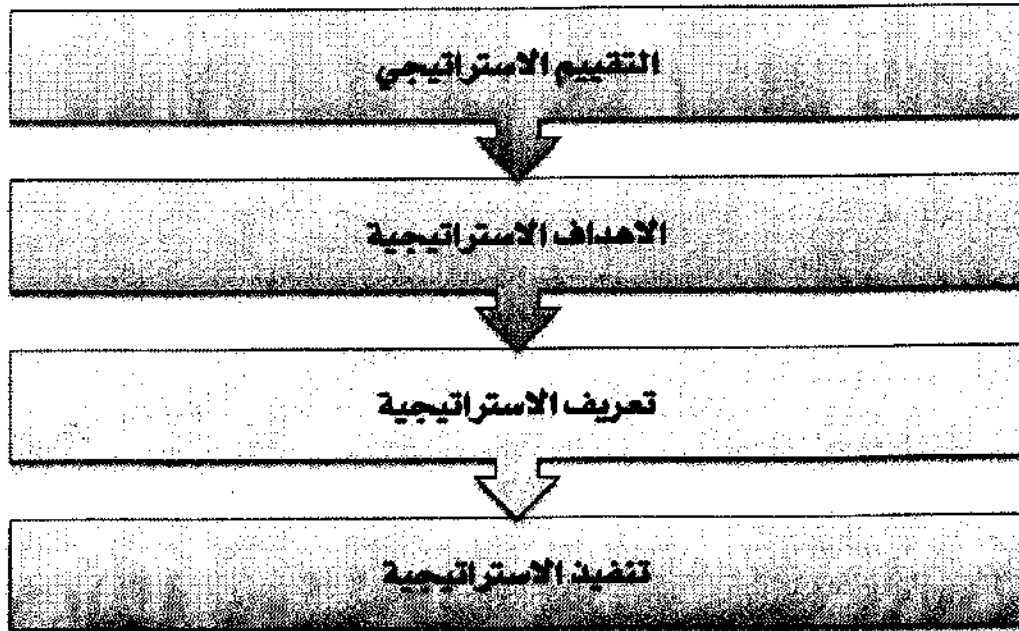 التقييم الاستراتيجي
الاهداف الاستراتيجية
تعريف الاستراتيجية
تنفيذ الاستراتيجية